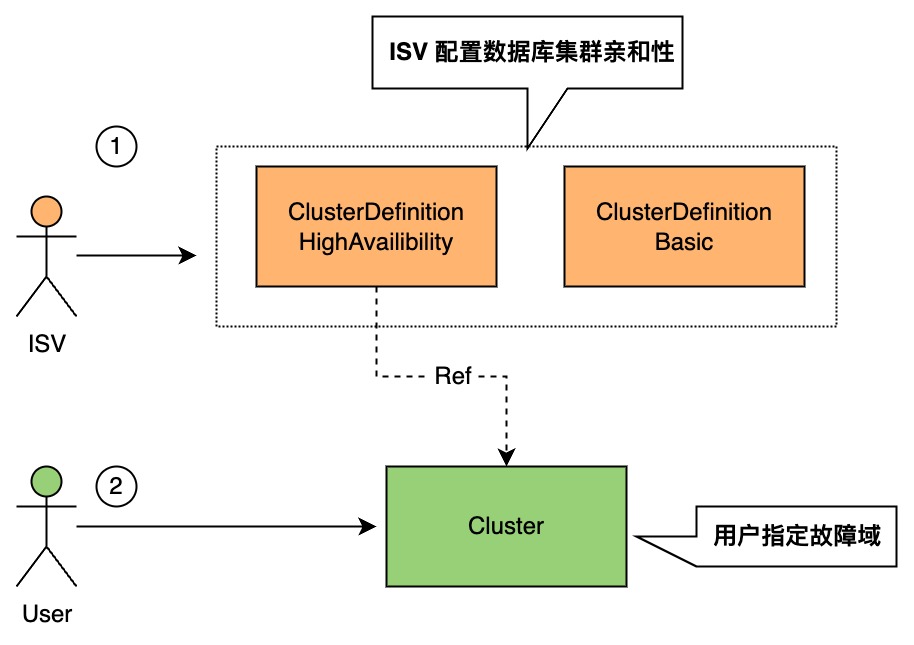 ISV 配置数据库集群亲和性
1
ClusterDefinition
HighAvailibility
ClusterDefinition
Basic
ISV
Ref
2
Cluster
用户指定故障域
User